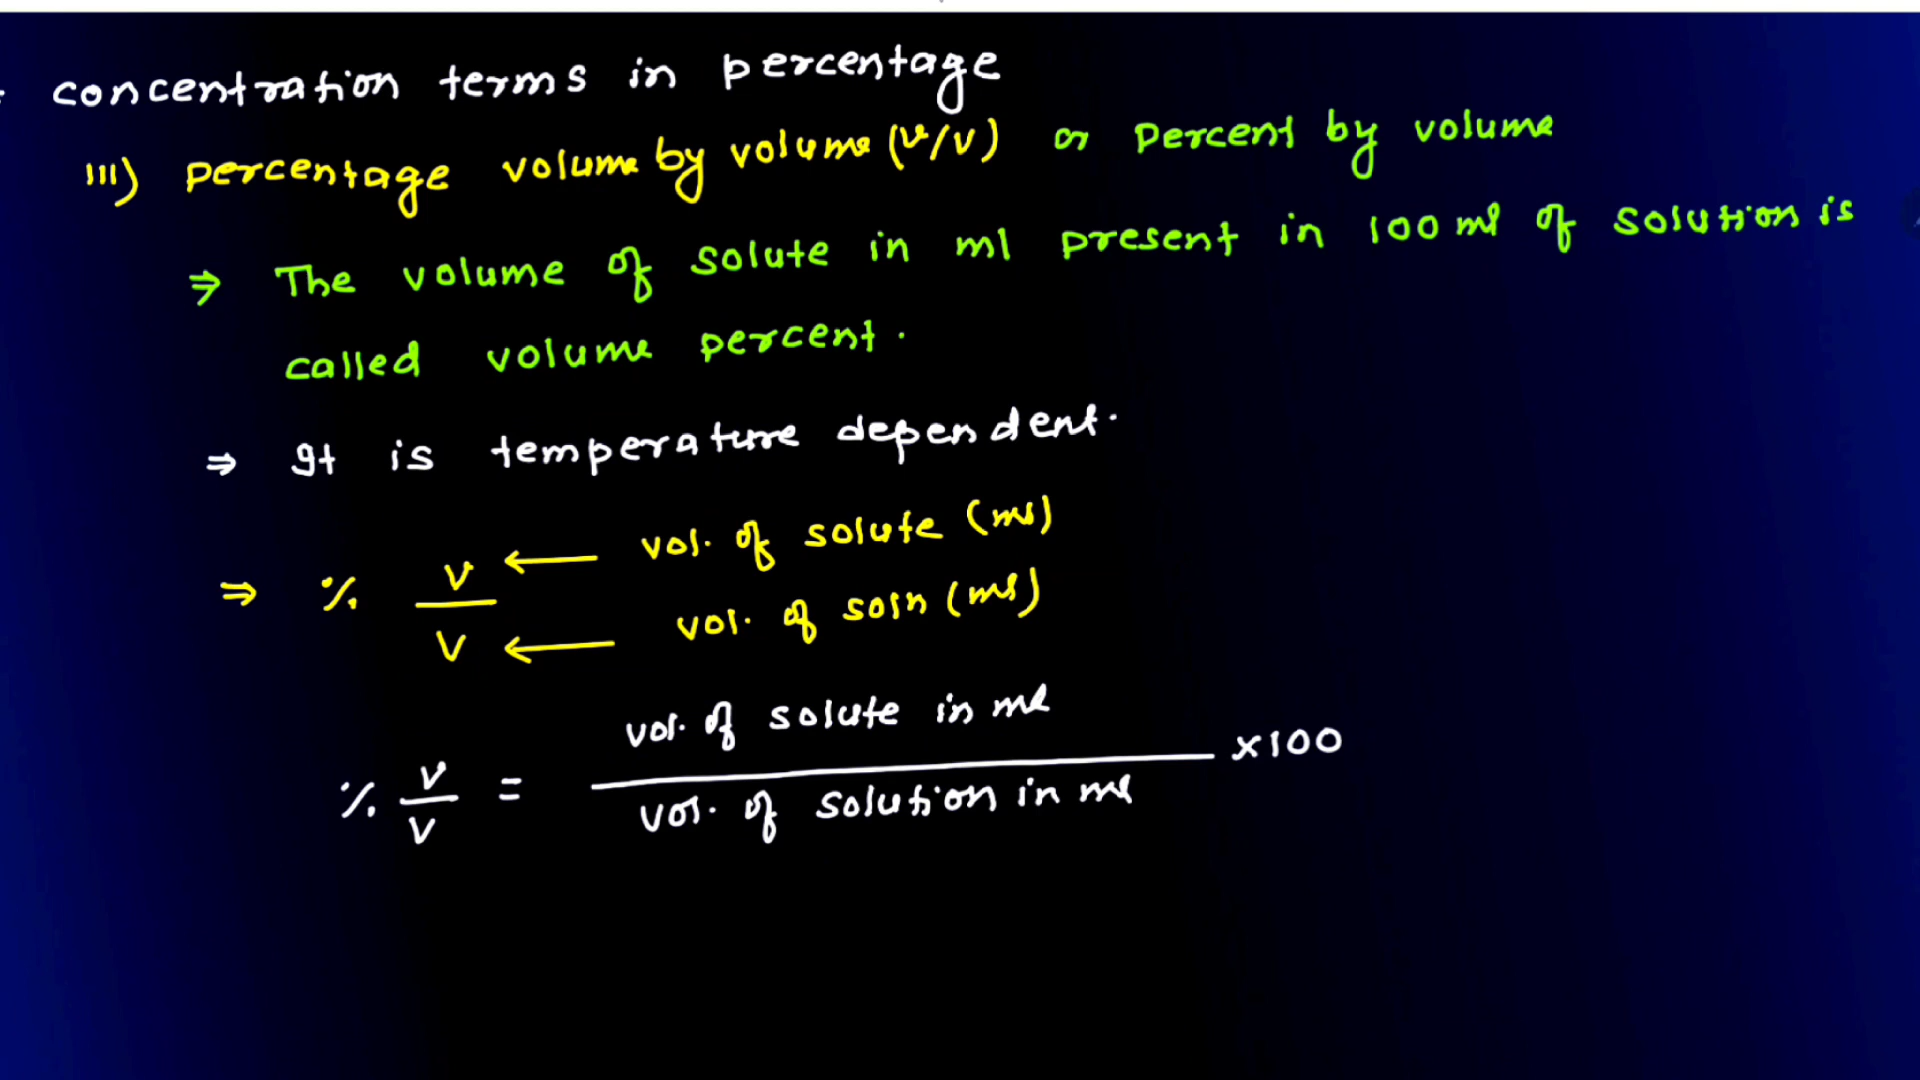 concentration terms in percentage
III) percentage volume by volume (v/v) or percent by volume
⇒ The volume of solute in ml present in 100 ml of solution is
called volume percent.
⇒ It is temperature dependent.
⇒ % V/V ← vol. of solute (ml)
← vol. of soln (ml)
vol. of solute in ml
% V/V = ———— x100
vol. of solution in ml